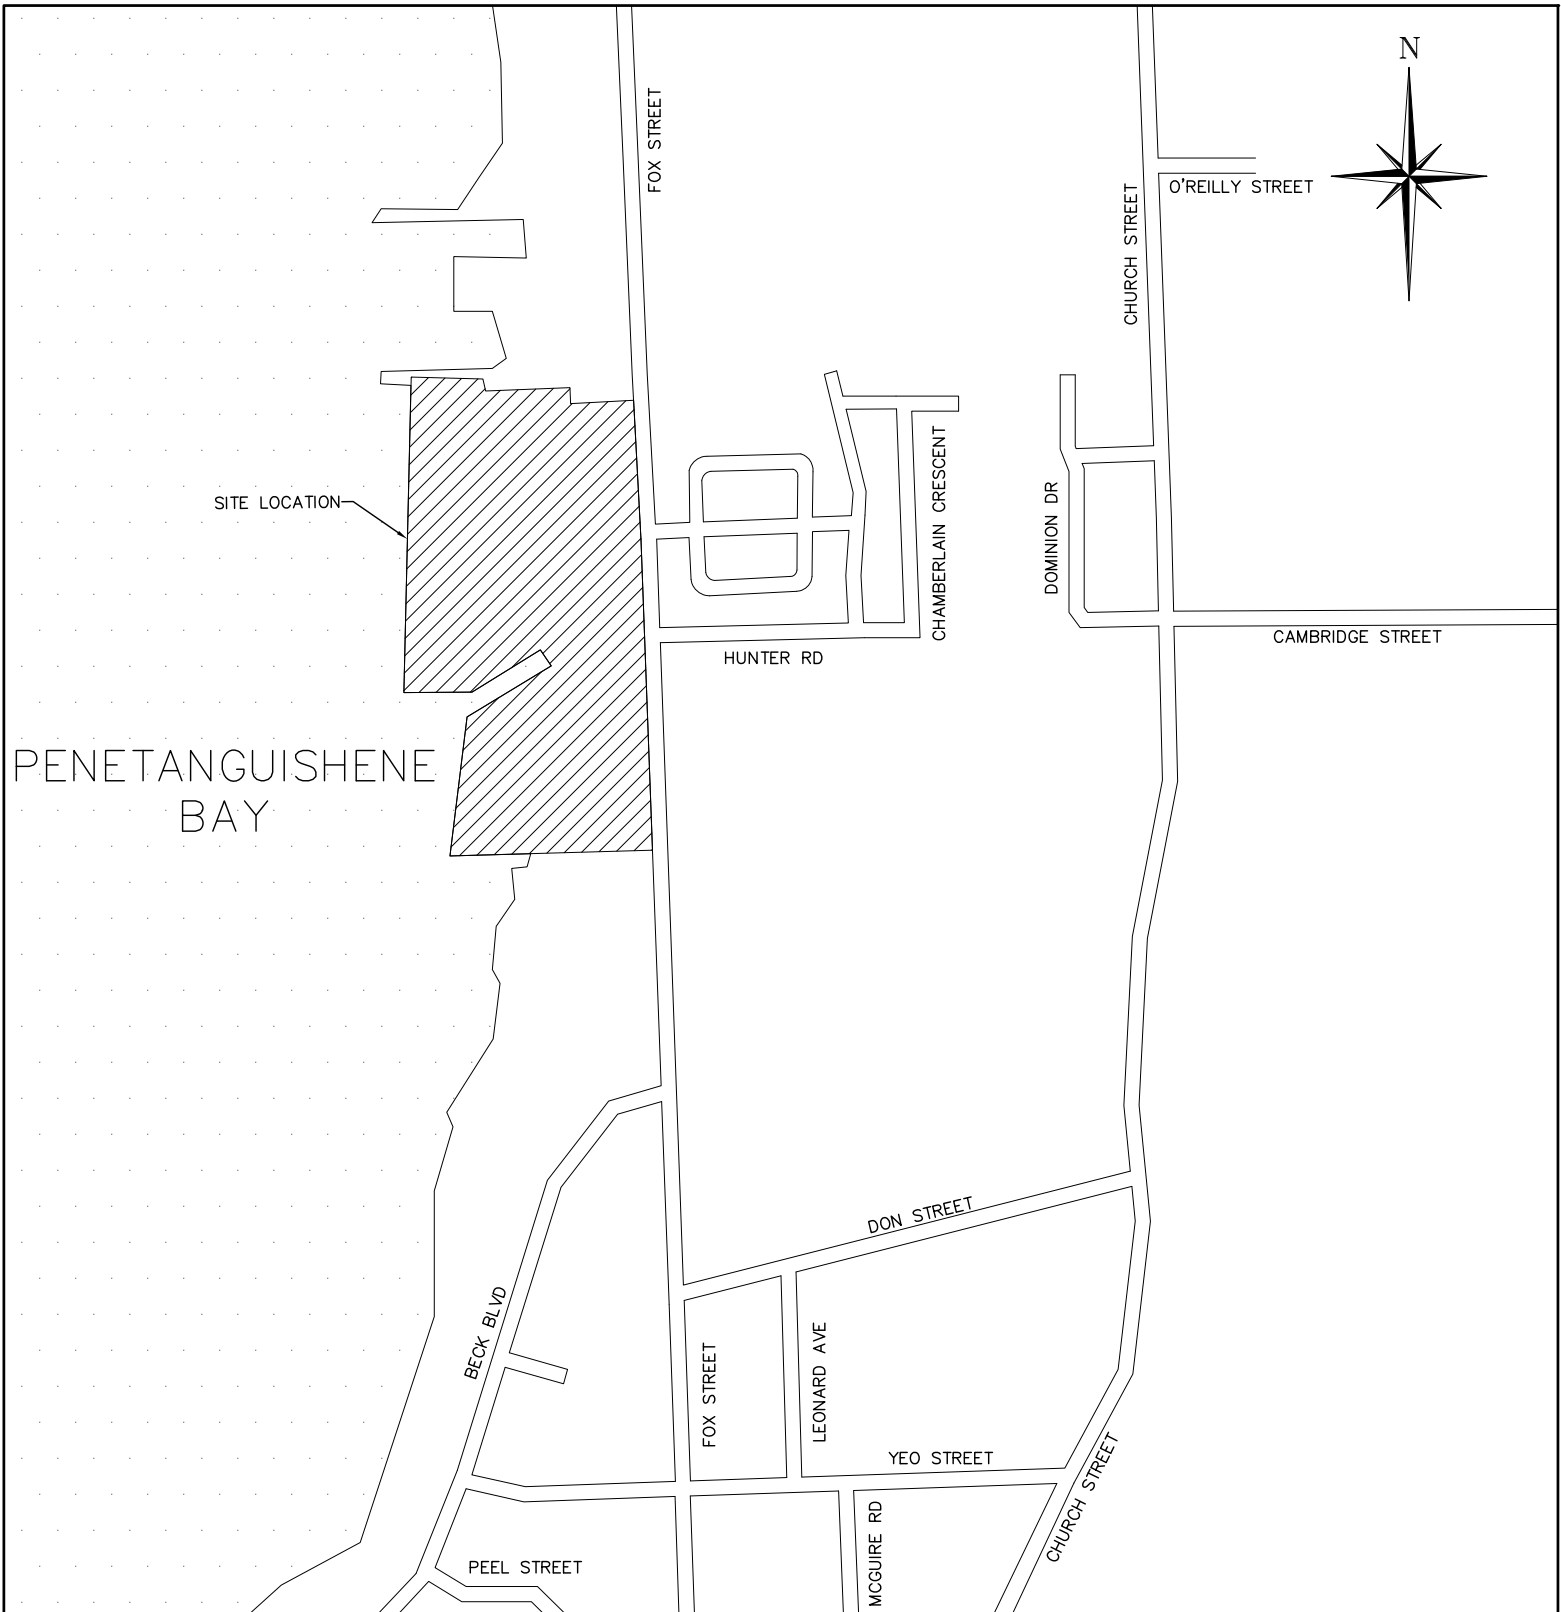 N
FOX STREET
O'REILLY STREET
CHURCH STREET
SITE LOCATION
CHAMBERLAIN CRESCENT
DOMINION DR
HUNTER RD
CAMBRIDGE STREET
PENETANGUISHENE
BAY
DON STREET
BECK BLVD
FOX STREET
LEONARD AVE
YEO STREET
CHURCH STREET
MCGUIRE RD
PEEL STREET